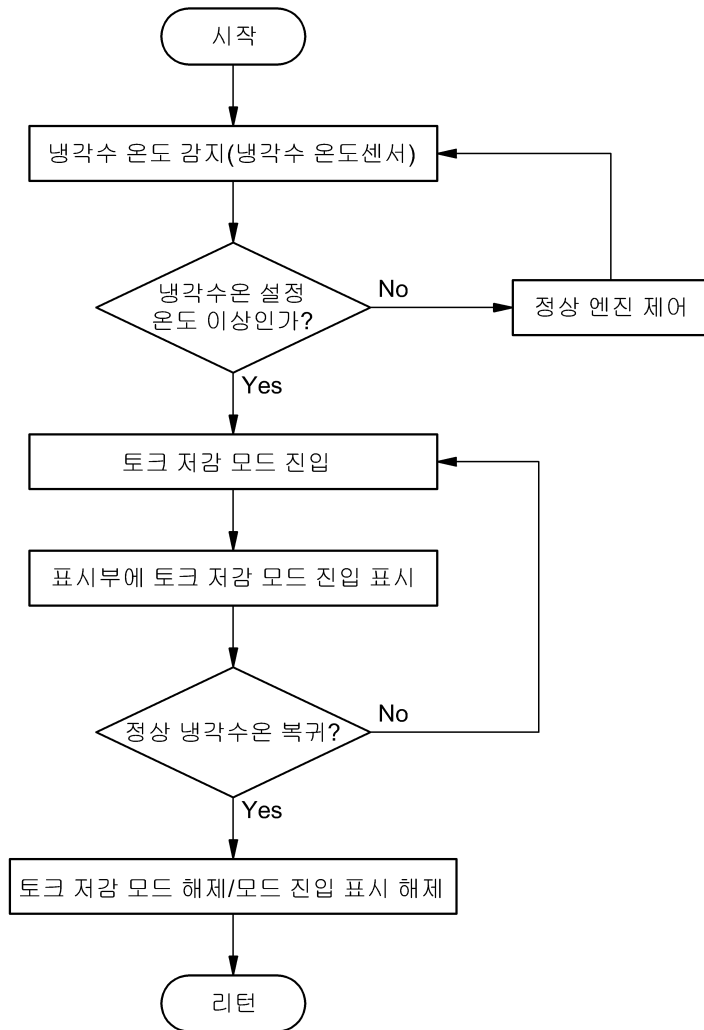 시작
냉각수 온도 감지(냉각수 온도센서)
냉각수온 설정
온도 이상인가?
No
정상 엔진 제어
Yes
토크 저감 모드 진입
표시부에 토크 저감 모드 진입 표시
정상 냉각수온 복귀?
No
Yes
토크 저감 모드 해제/모드 진입 표시 해제
리턴